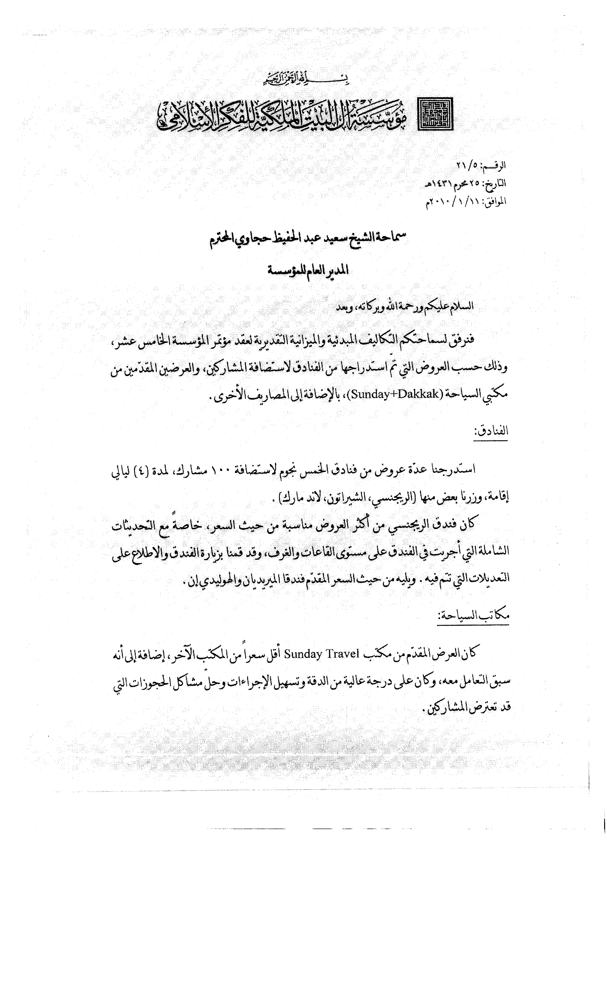 بسم الله الرحمن الرحيم
مؤسسة آل البيت الملكية للفكر الإسلامي
الرقم: ٢١/٥
التاريخ: ٢٥ محرم ١٤٣١هـ
الموافق: ٢٠١٠/١/١١م
سماحة الشيخ سعيد عبد الحفيظ حجاوي المحترم
المدير العام للمؤسسة
السلام عليكم ورحمة الله وبركاته، وبعد
فنرفق لسماحتكم التكاليف المبدئية والميزانية التقديرية لعقد مؤتمر المؤسسة الخامس عشر،
وذلك حسب العروض التي تمّ استدراجها من الفنادق لاستضافة المشاركين، والعرضين المقدّمين من
مكتبي السياحة (Sunday+Dakkak)، بالإضافة إلى المصاريف الأخرى.
الفنادق:
استدرجنا عدّة عروض من فنادق الخمس نجوم لاستضافة ١٠٠ مشارك، لمدة (٤) ليالي
إقامة، وزرنا بعض منها (الريجنسي، الشيراتون، لاند مارك).
كان فندق الريجنسي من أكثر العروض مناسبة من حيث السعر، خاصةً مع التحديثات
الشاملة التي أجريت في الفندق على مستوى القاعات والغرف، وقد قمنا بزيارة الفندق والاطلاع على
التعديلات التي تتم فيه. ويليه من حيث السعر المقدّم فندقا الميريديان والهوليدي إن.
مكاتب السياحة:
كان العرض المقدّم من مكتب Sunday Travel أقل سعراً من المكتب الآخر، إضافة إلى أنه
سبق التعامل معه، وكان على درجة عالية من الدقة وتسهيل الإجراءات وحلّ مشاكل الحجوزات التي
قد تعترض المشاركين.